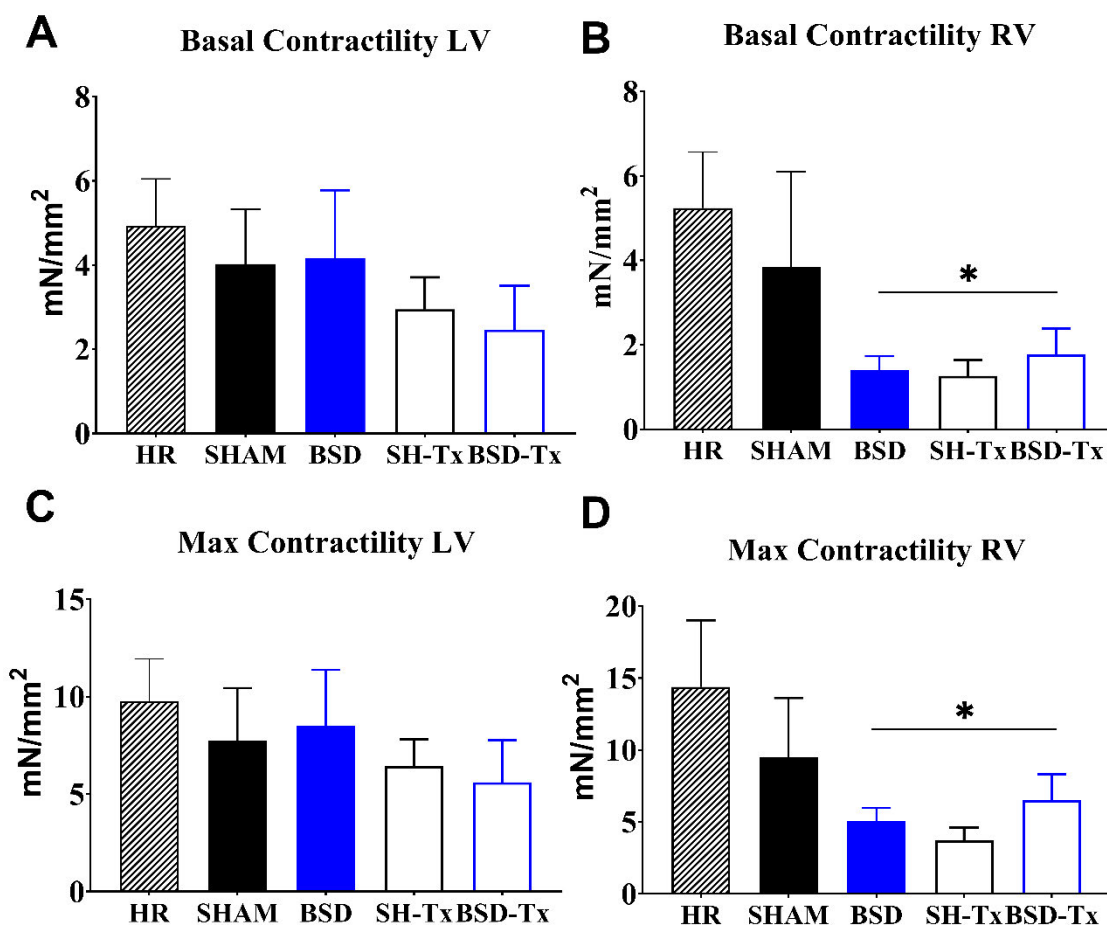 A
Basal Contractility LV
mN/mm²
8
6
4
2
0
HR SHAM BSD SH-Tx BSD-Tx
B
Basal Contractility RV
mN/mm²
8
6
4
2
0
*
HR SHAM BSD SH-Tx BSD-Tx
C
Max Contractility LV
mN/mm²
15
10
5
0
HR SHAM BSD SH-Tx BSD-Tx
D
Max Contractility RV
mN/mm²
20
15
10
5
0
*
HR SHAM BSD SH-Tx BSD-Tx